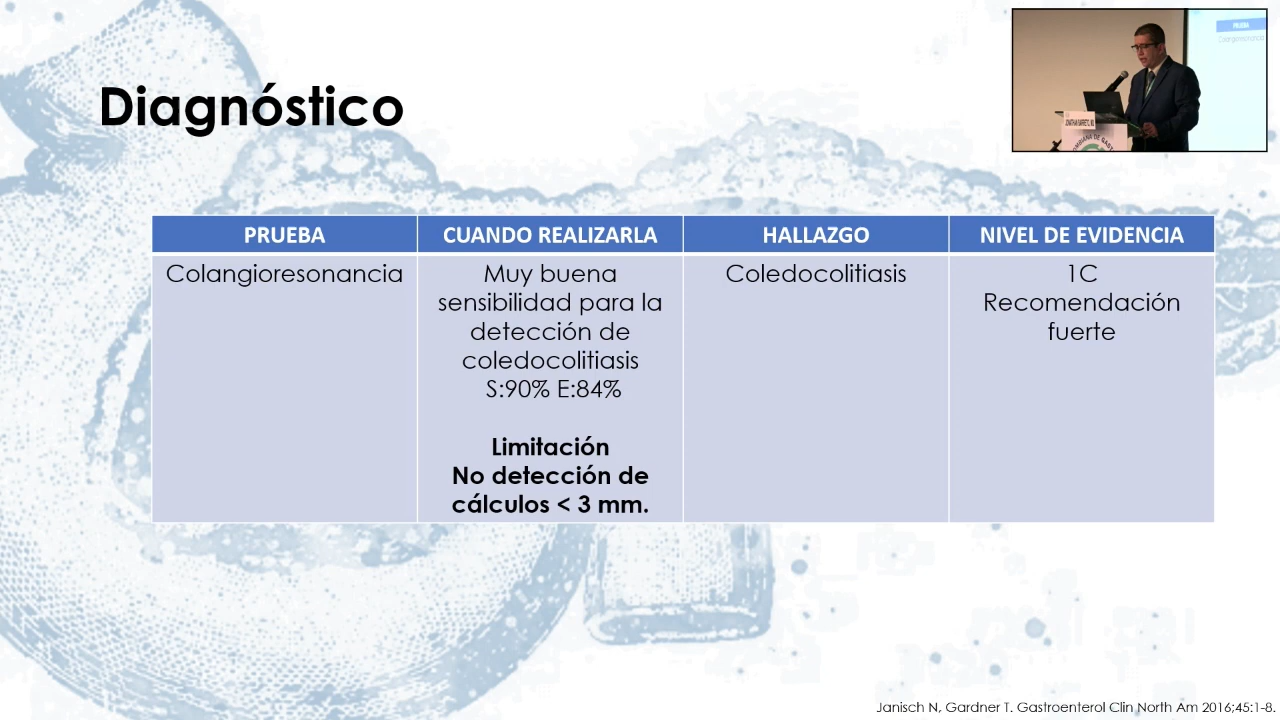 Diagnóstico
PRUEBA
CUANDO REALIZARLA
HALLAZGO
NIVEL DE EVIDENCIA
Colangioresonancia
Muy buena
sensibilidad para la
detección de
coledocolitiasis
S:90% E:84%
Limitación
No detección de
cálculos < 3 mm.
Coledocolitiasis
1C
Recomendación
fuerte
Janisch N, Gardner T. Gastroenterol Clin North Am 2016;45:1-8.
PRUEBA